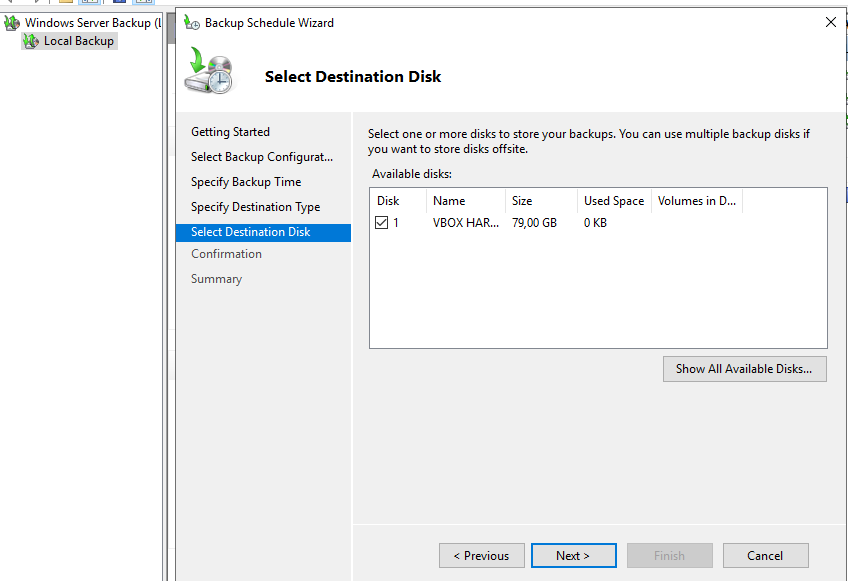 Windows Server Backup (L
Local Backup
Backup Schedule Wizard
Select Destination Disk
Getting Started
Select Backup Configurat...
Specify Backup Time
Specify Destination Type
Select Destination Disk
Confirmation
Summary
Select one or more disks to store your backups. You can use multiple backup disks if
you want to store disks offsite.
Available disks:
Disk Name Size Used Space Volumes in D...
1 VBOX HAR... 79,00 GB 0 KB
Show All Available Disks...
< Previous Next > Finish Cancel